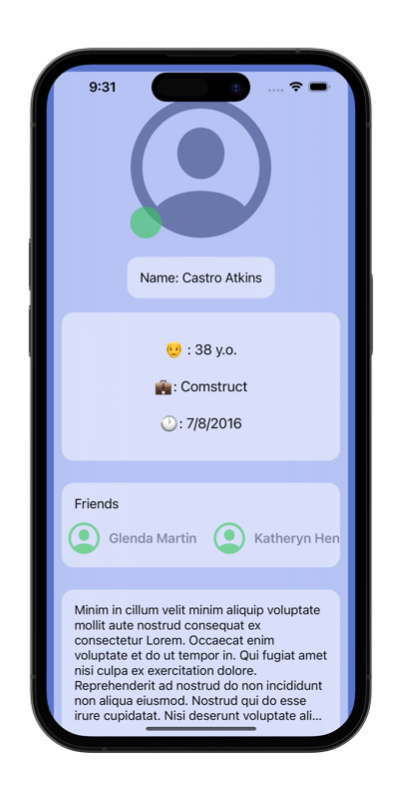 9:31
Name: Castro Atkins
👨‍🦲 : 38 y.o.
💼: Comstruct
🕐: 7/8/2016
Friends
Glenda Martin Katheryn Hen
Minim in cillum velit minim aliquip voluptate
mollit aute nostrud consequat ex
consectetur Lorem. Occaecat enim
voluptate et do ut tempor in. Qui fugiat amet
nisi culpa ex exercitation dolore.
Reprehenderit ad nostrud do non incididunt
non aliqua eiusmod. Nostrud qui do esse
irure cupidatat. Nisi deserunt voluptate ali...